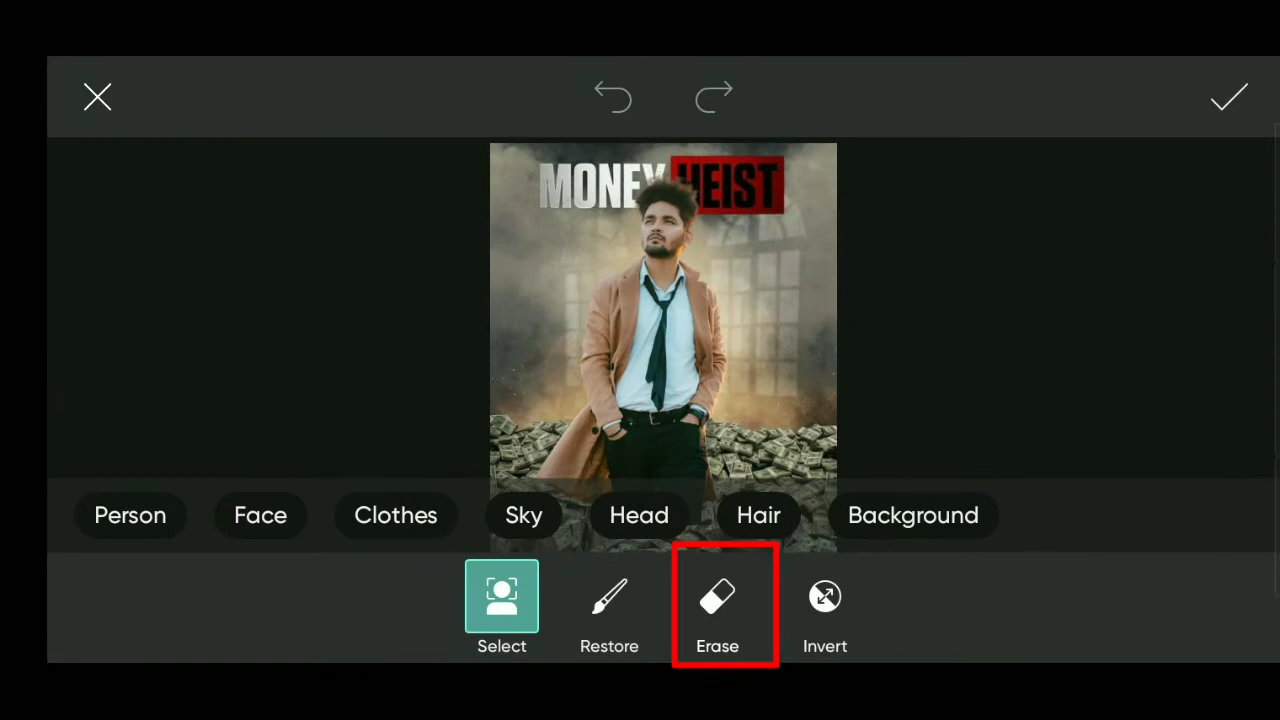 MONEY HEIST
Person Face Clothes Sky Head Hair Background
Select Restore Erase Invert